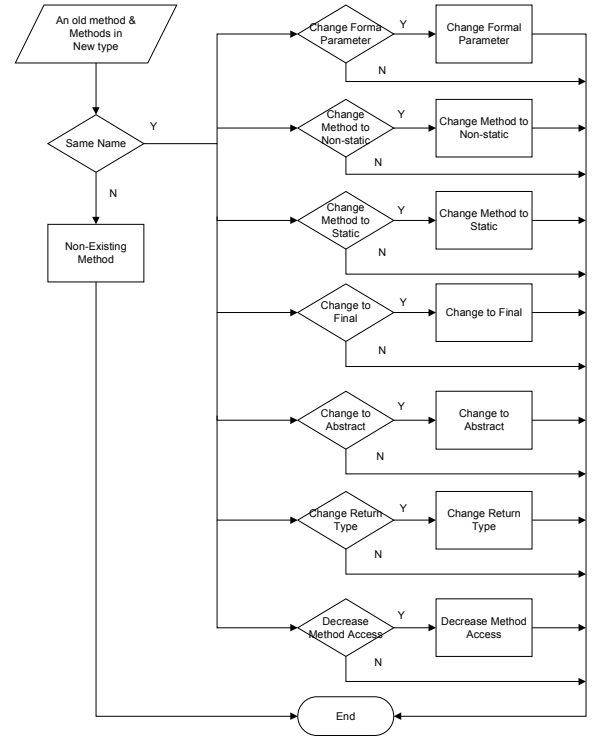 An old method &
Methods in
New type
Same Name
Y
N
Non-Existing
Method
Change Forma
Parameter
Y
N
Change Formal
Parameter
Change
Method to
Non-static
Y
N
Change Method to
Non-static
Change
Method to
Static
Y
N
Change Method to
Static
Change to
Final
Y
N
Change to Final
Change to
Abstract
Y
N
Change to
Abstract
Change Return
Type
Y
N
Change Return
Type
Decrease
Method Access
Y
N
Decrease Method
Access
End